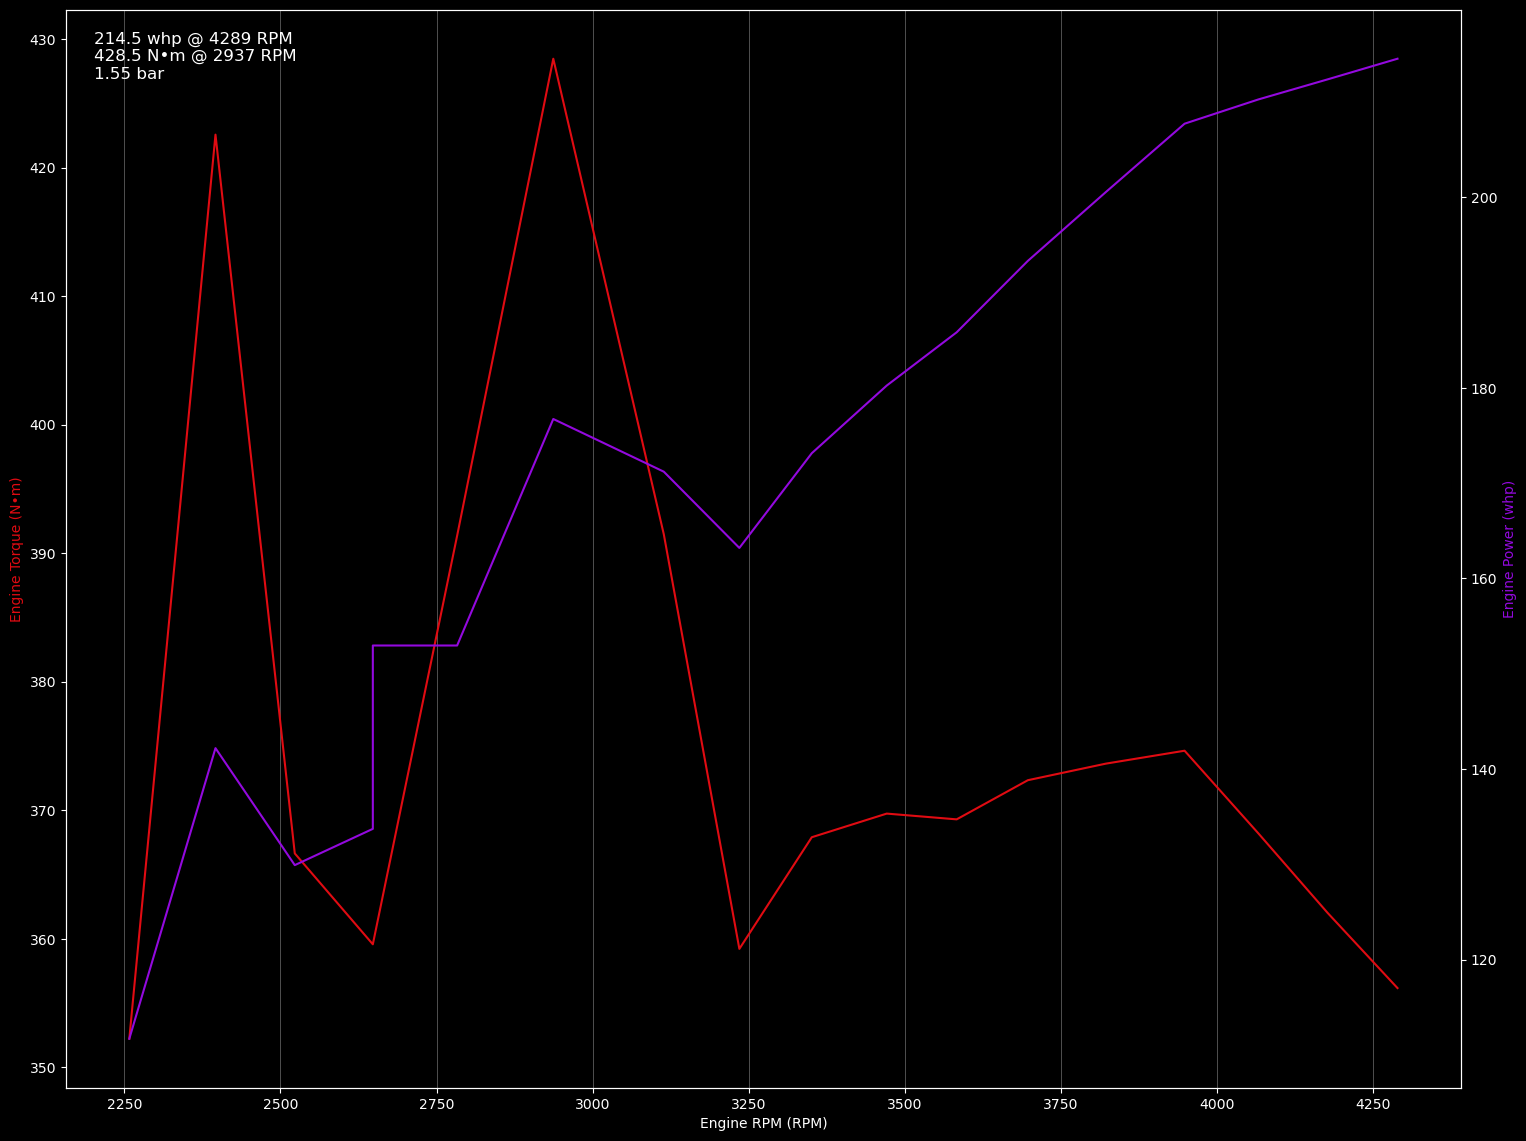 214.5 whp @ 4289 RPM
428.5 N•m @ 2937 RPM
1.55 bar
430
420
410
400
390
380
370
360
350
Engine Torque (N•m)
200
180
160
140
120
Engine Power (whp)
2250 2500 2750 3000 3250 3500 3750 4000 4250
Engine RPM (RPM)